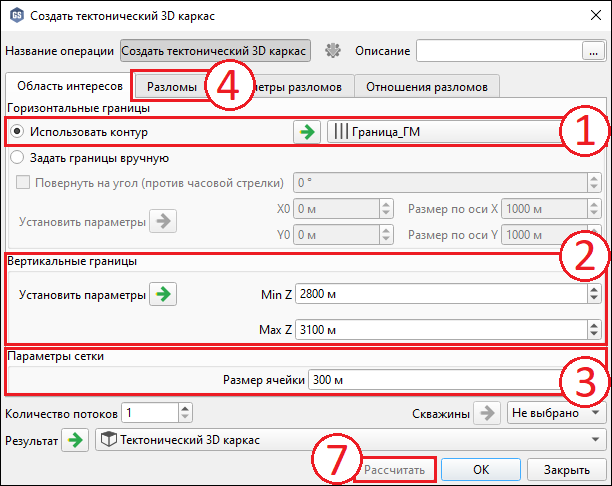 GS Создать тектонический 3D каркас
Название операции Создать тектонический 3D каркас Описание ...
Область интересов Разломы 4 етры разломов Отношения разломов
Горизонтальные границы
Использовать контур Граница_ГМ 1
Задать границы вручную
Повернуть на угол (против часовой стрелки) 0 °
Установить параметры X0 0 м Размер по оси X 1000 м
Y0 0 м Размер по оси Y 1000 м
Вертикальные границы 2
Установить параметры Min Z 2800 м
Max Z 3100 м
Параметры сетки
Размер ячейки 300 м 3
Количество потоков 1 Скважины Не выбрано
Результат Тектонический 3D каркас
7 Рассчитать OK Закрыть